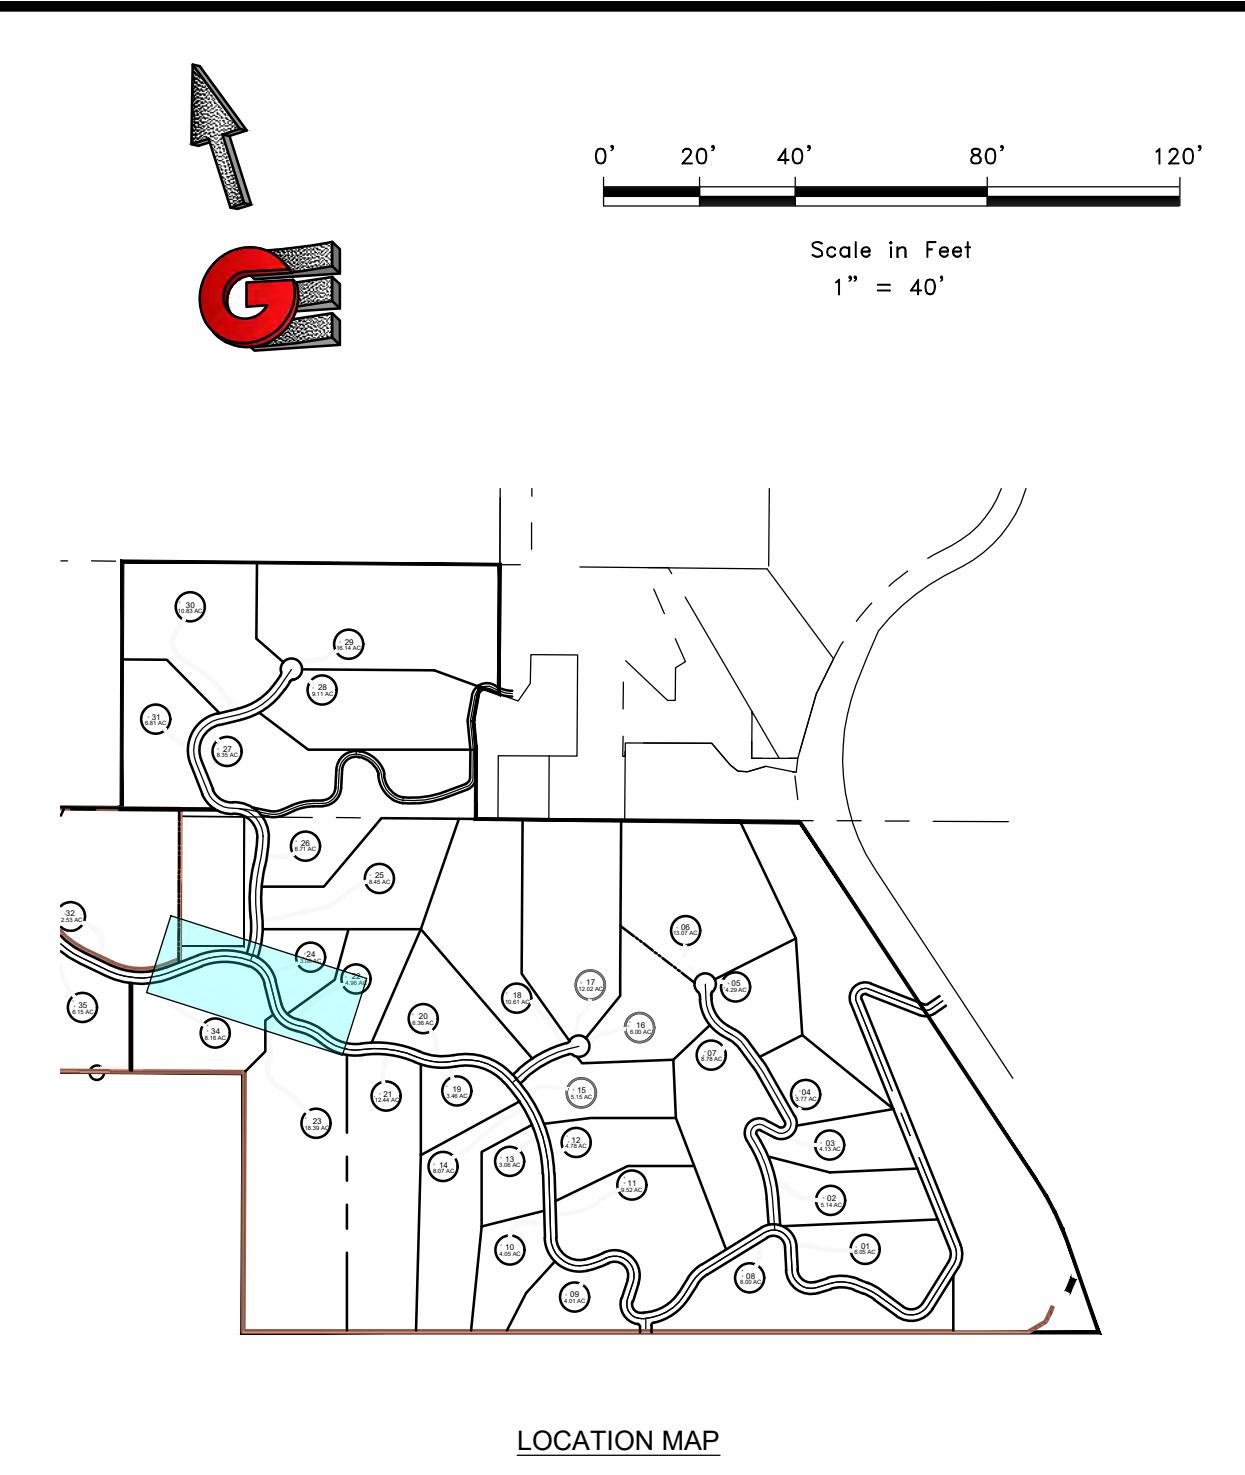 0' 20' 40' 80' 120'
Scale in Feet
1" = 40'
G
30
10.83 AC
29
16.14 AC
28
9.11 AC
31
6.81 AC
27
8.35 AC
26
6.71 AC
25
8.45 AC
32
2.53 AC
24
3.08 AC
22
4.96 AC
06
13.07 AC
05
4.29 AC
17
12.02 AC
18
10.61 AC
16
6.00 AC
20
6.36 AC
35
6.15 AC
34
8.16 AC
07
8.78 AC
15
5.15 AC
04
3.77 AC
19
3.46 AC
21
12.44 AC
23
18.39 AC
12
4.78 AC
03
4.13 AC
13
3.06 AC
14
8.07 AC
11
9.52 AC
02
5.14 AC
10
4.05 AC
01
6.05 AC
08
8.00 AC
09
4.01 AC
LOCATION MAP